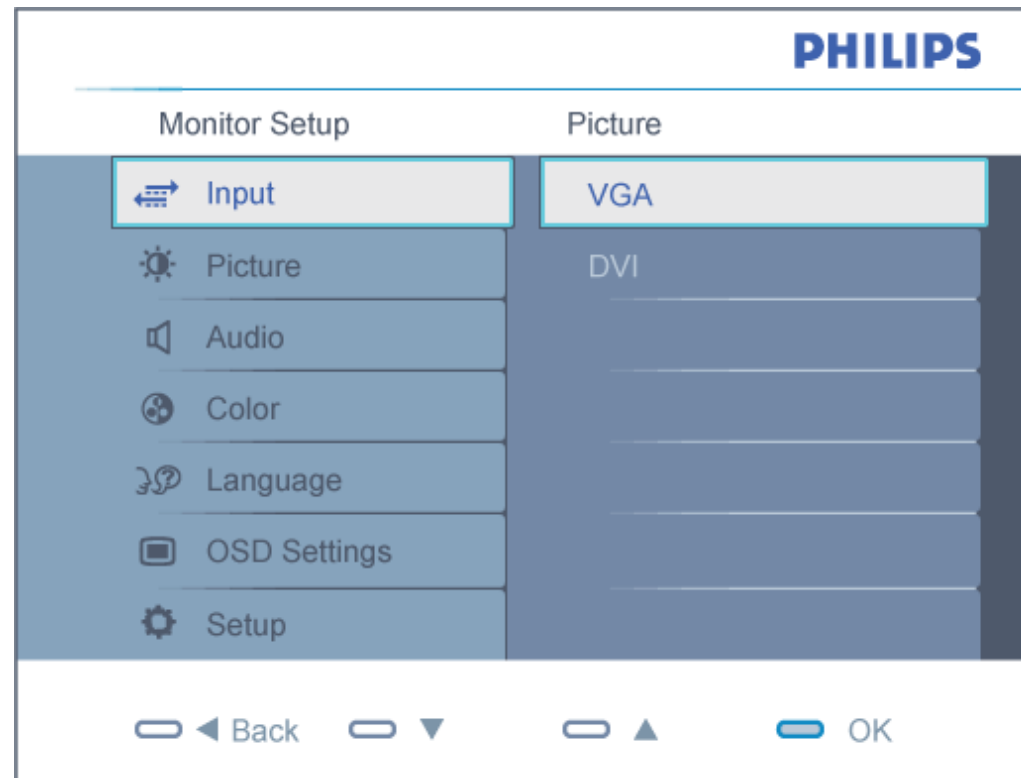 PHILIPS
Monitor Setup
Picture
Input
VGA
Picture
DVI
Audio
Color
Language
OSD Settings
Setup
Back
OK